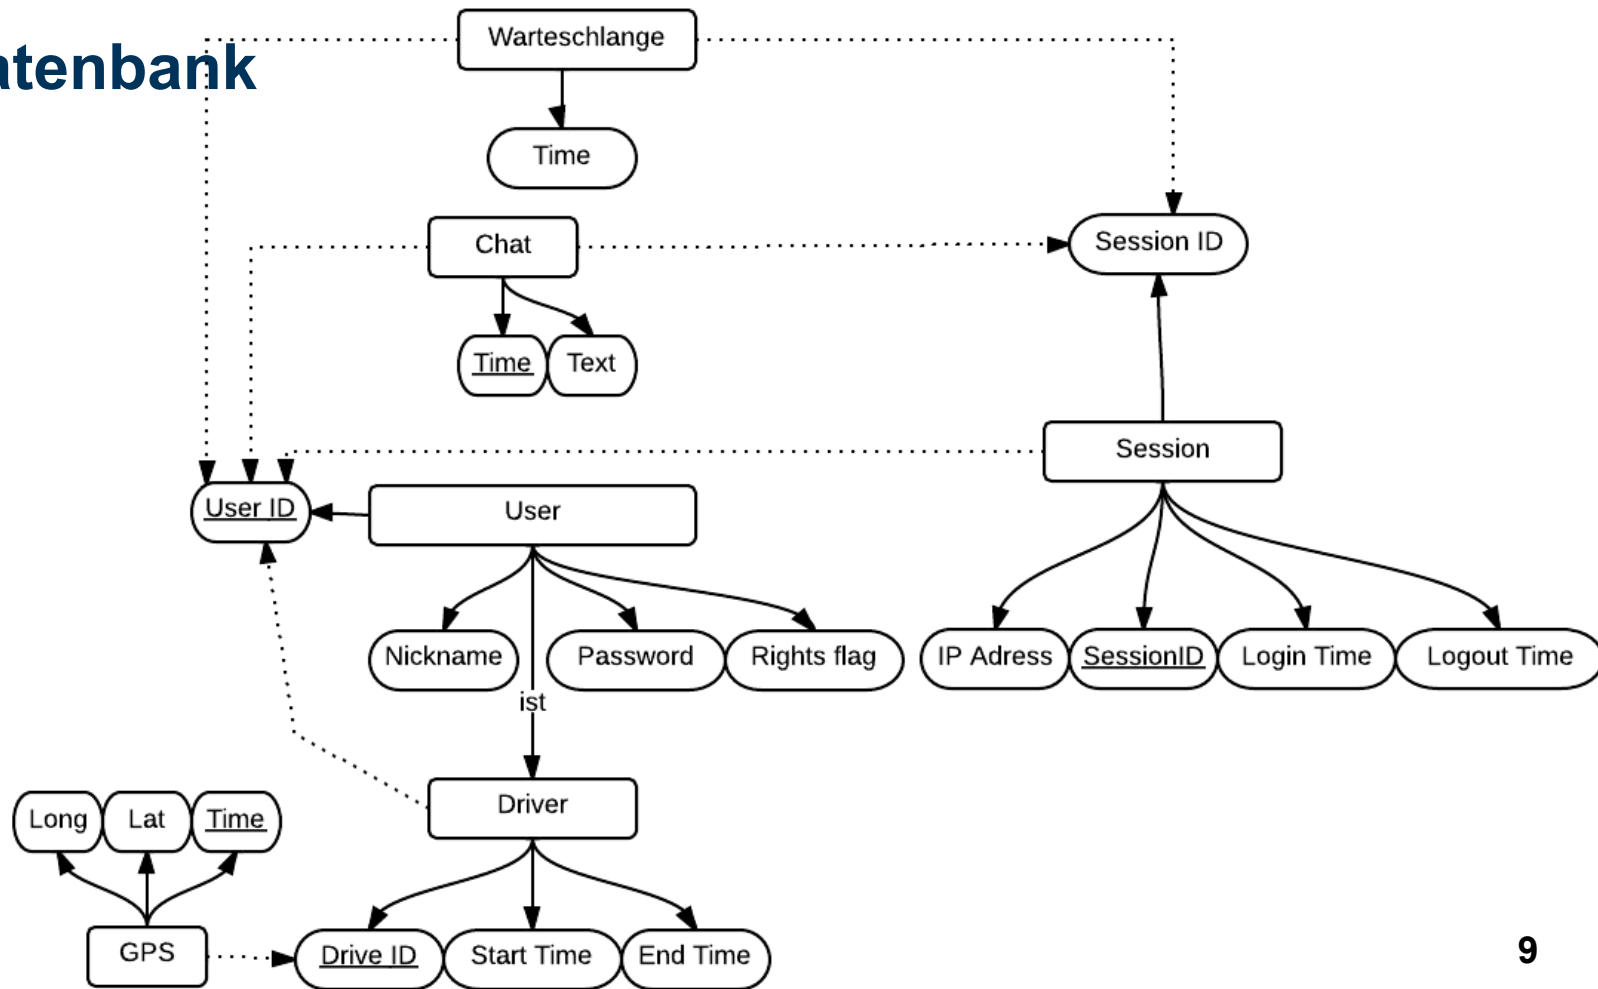 Warteschlange
atenbank
Time
Chat
Session ID
Time
Text
Session
User ID
User
Nickname
Password
Rights flag
IP Adress
SessionID
Login Time
Logout Time
ist
Driver
Long
Lat
Time
GPS
Drive ID
Start Time
End Time
9